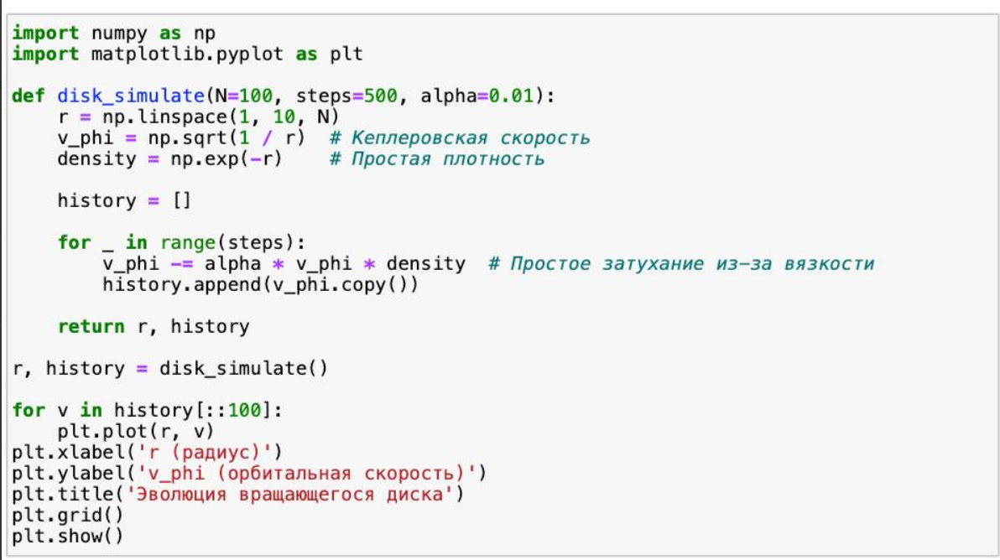 import numpy as np
import matplotlib.pyplot as plt
def disk_simulate(N=100, steps=500, alpha=0.01):
    r = np.linspace(1, 10, N)
    v_phi = np.sqrt(1 / r)  # Кеплеровская скорость
    density = np.exp(-r)    # Простая плотность
    history = []
    for _ in range(steps):
        v_phi -= alpha * v_phi * density  # Простое затухание из-за вязкости
        history.append(v_phi.copy())
    return r, history
r, history = disk_simulate()
for v in history[::100]:
    plt.plot(r, v)
plt.xlabel('r (радиус)')
plt.ylabel('v_phi (орбитальная скорость)')
plt.title('Эволюция вращающегося диска')
plt.grid()
plt.show()